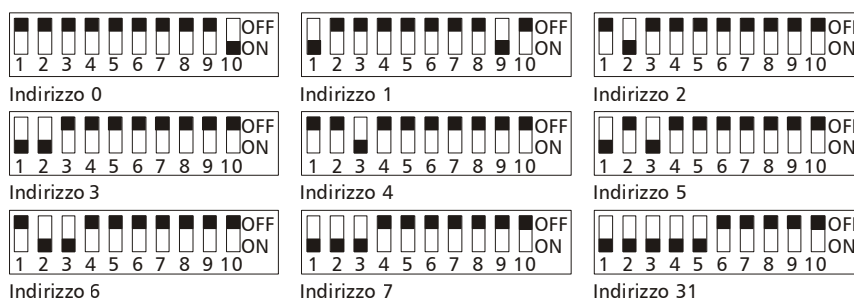 OFF OFF OFF
ON ON ON
1 2 3 4 5 6 7 8 9 10 1 2 3 4 5 6 7 8 9 10 1 2 3 4 5 6 7 8 9 10
Indirizzo 0 Indirizzo 1 Indirizzo 2
OFF OFF OFF
ON ON ON
1 2 3 4 5 6 7 8 9 10 1 2 3 4 5 6 7 8 9 10 1 2 3 4 5 6 7 8 9 10
Indirizzo 3 Indirizzo 4 Indirizzo 5
OFF OFF OFF
ON ON ON
1 2 3 4 5 6 7 8 9 10 1 2 3 4 5 6 7 8 9 10 1 2 3 4 5 6 7 8 9 10
Indirizzo 6 Indirizzo 7 Indirizzo 31